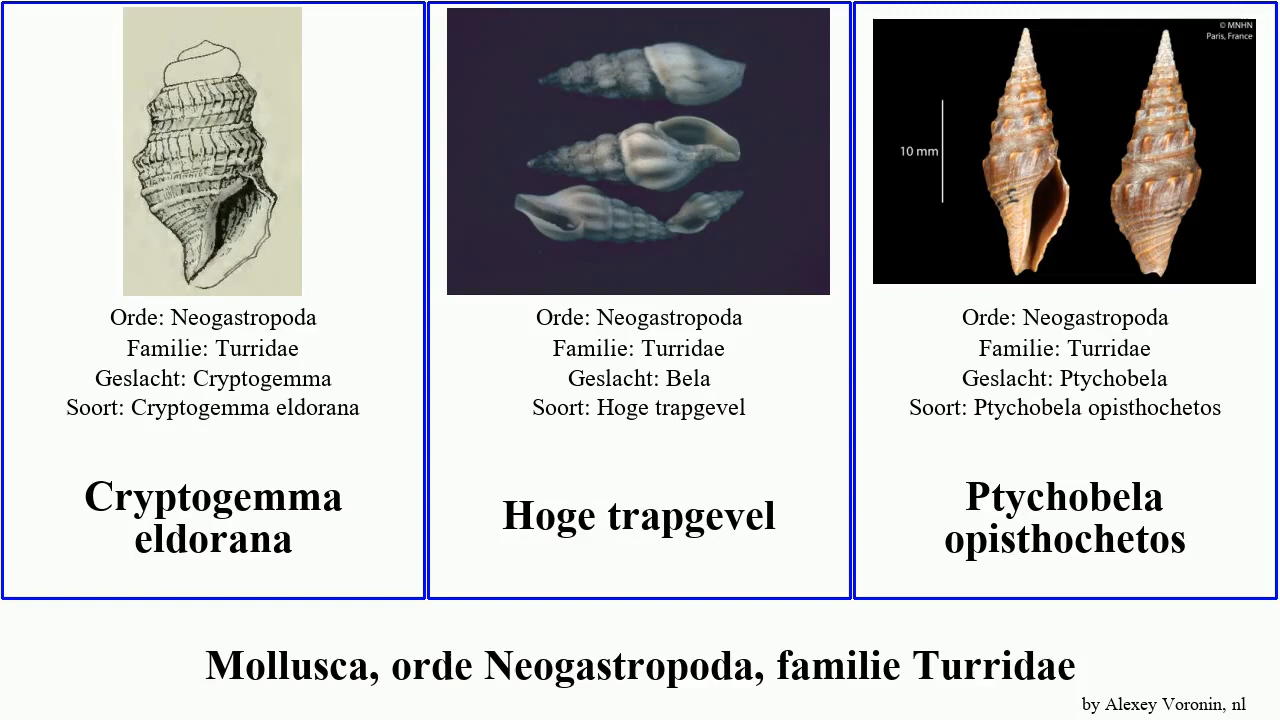 © MNHN
Paris, France
10 mm
Orde: Neogastropoda
Familie: Turridae
Geslacht: Cryptogemma
Soort: Cryptogemma eldorana
Cryptogemma
eldorana
Orde: Neogastropoda
Familie: Turridae
Geslacht: Bela
Soort: Hoge trapgevel
Hoge trapgevel
Orde: Neogastropoda
Familie: Turridae
Geslacht: Ptychobela
Soort: Ptychobela opisthochetos
Ptychobela
opisthochetos
Mollusca, orde Neogastropoda, familie Turridae
by Alexey Voronin, nl